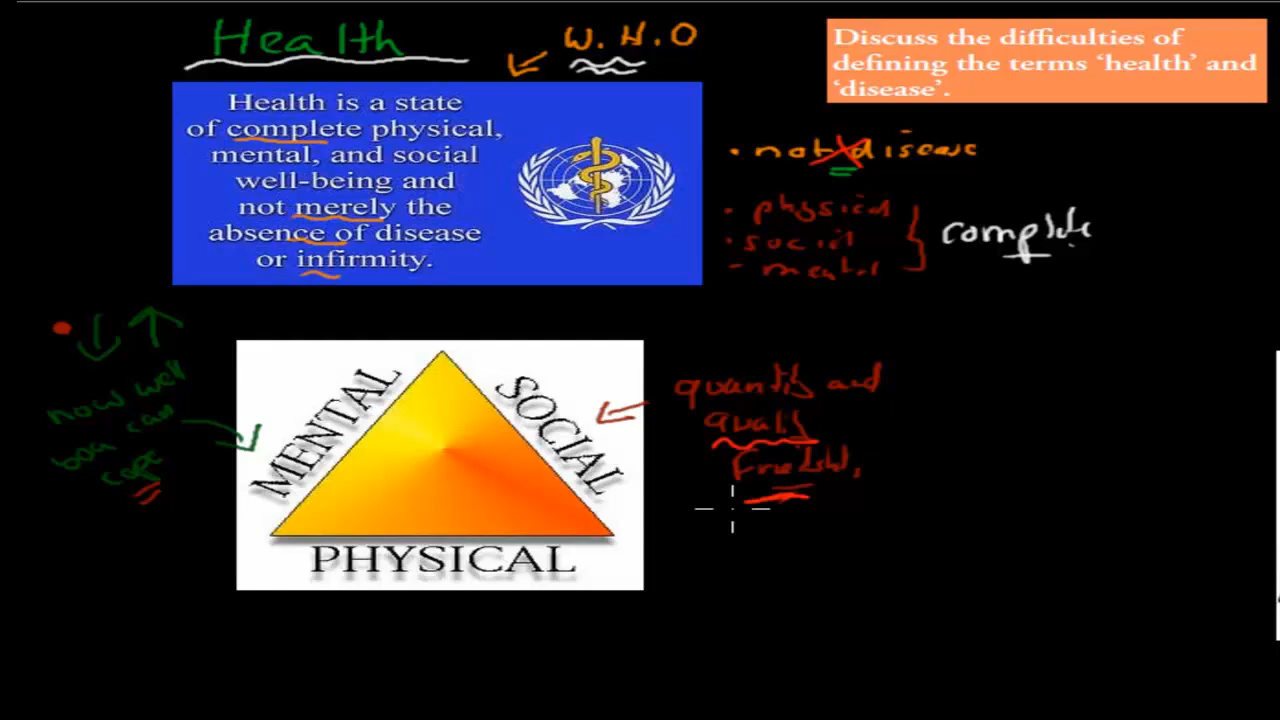 Health
W.H.O
Discuss the difficulties of
defining the terms ‘health’ and
‘disease’.
Health is a state
of complete physical,
mental, and social
well-being and
not merely the
absence of disease
or infirmity.
• not disease
• physical
• social
- mental
complete
MENTAL
SOCIAL
PHYSICAL
how well
you can
cope
quantity and
quality